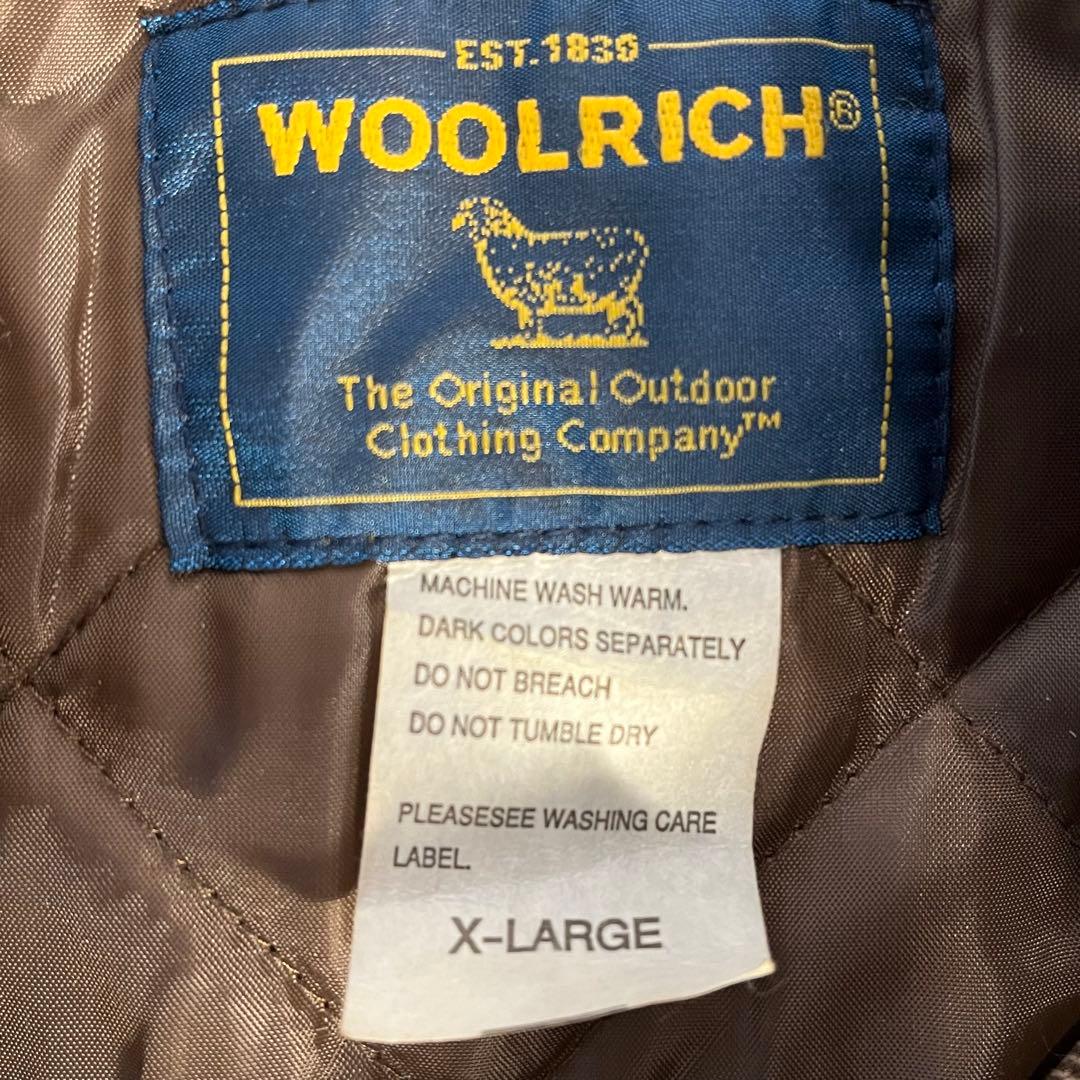 EST.1830
WOOLRICH®
The Original Outdoor
Clothing Company™
MACHINE WASH WARM.
DARK COLORS SEPARATELY
DO NOT BREACH
DO NOT TUMBLE DRY
PLEASESEE WASHING CARE
LABEL.
X-LARGE